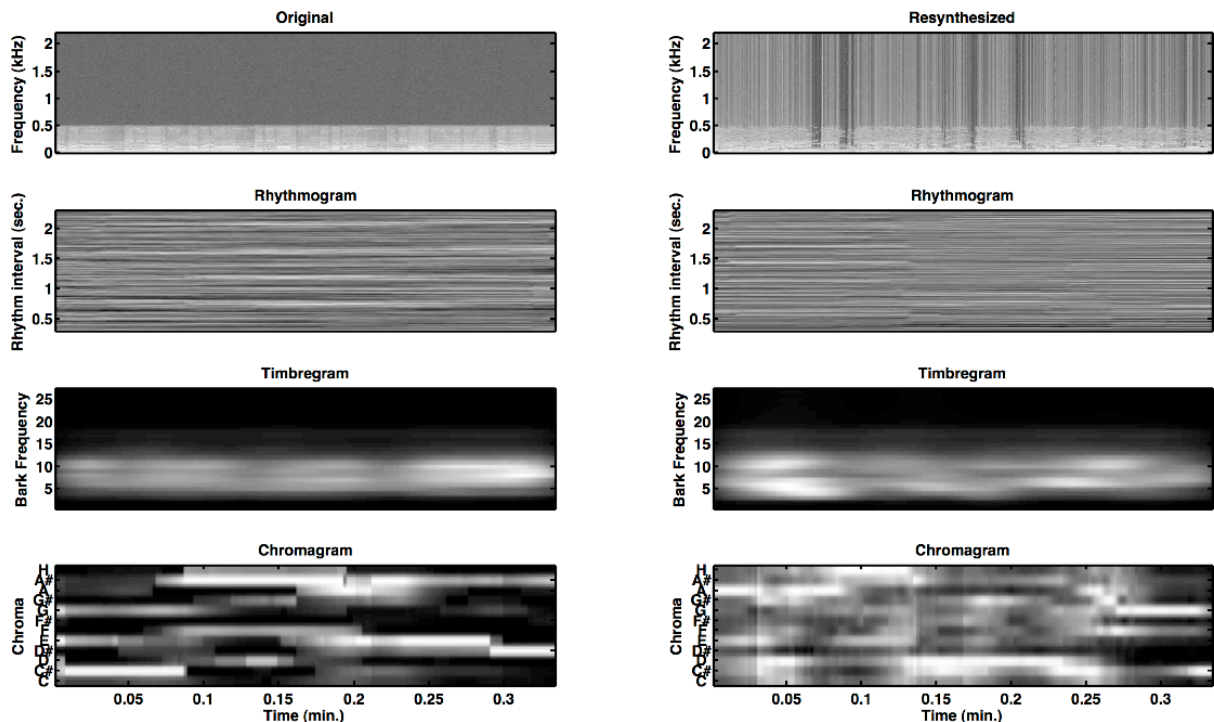 Original
Frequency (kHz)
2
1.5
1
0.5
0
Rhythmogram
Rhythm interval (sec.)
2
1.5
1
0.5
Timbregram
Bark Frequency
25
20
15
10
5
Chromagram
Chroma
H
A#
A
G#
G
F#
F
E
D#
D
C#
C
0.05 0.1 0.15 0.2 0.25 0.3
Time (min.)
Resynthesized
Frequency (kHz)
2
1.5
1
0.5
0
Rhythmogram
Rhythm interval (sec.)
2
1.5
1
0.5
Timbregram
Bark Frequency
25
20
15
10
5
Chromagram
Chroma
H
A#
A
G#
G
F#
F
E
D#
D
C#
C
0.05 0.1 0.15 0.2 0.25 0.3
Time (min.)